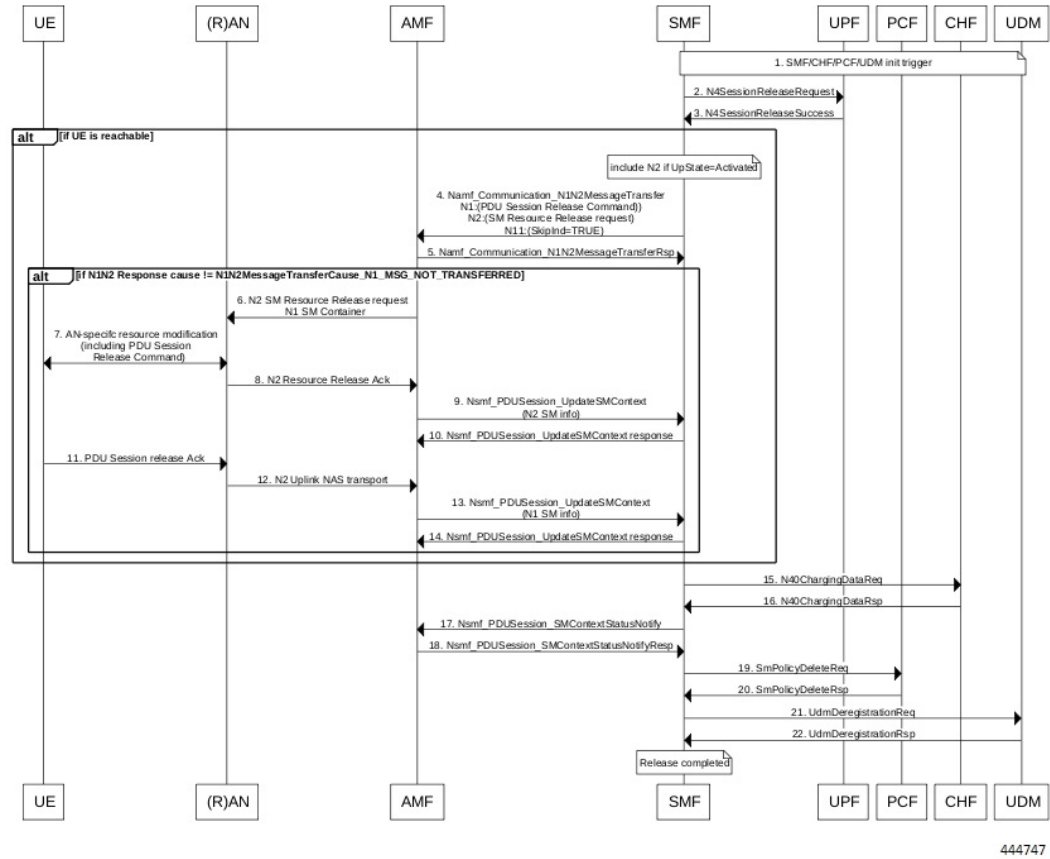 UE (R)AN AMF SMF UPF PCF CHF UDM
1. SMF/CHF/PCF/UDM init trigger
2. N4SessionReleaseRequest
3. N4SessionReleaseSuccess
alt [if UE is reachable]
include N2 if UpState=Activated
4. Namf_Communication_N1N2MessageTransfer
N1:(PDU Session Release Command))
N2:(SM Resource Release request)
N11:(SkipInd=TRUE)
5. Namf_Communication_N1N2MessageTransferRsp
alt [if N1N2 Response cause != N1N2MessageTransferCause_N1_MSG_NOT_TRANSFERRED]
6. N2 SM Resource Release request
N1 SM Container
7. AN-specifc resource modification
(including PDU Session
Release Command)
8. N2 Resource Release Ack
9. Nsmf_PDUSession_UpdateSMContext
(N2 SM info)
10. Nsmf_PDUSession_UpdateSMContext response
11. PDU Session release Ack
12. N2 Uplink NAS transport
13. Nsmf_PDUSession_UpdateSMContext
(N1 SM info)
14. Nsmf_PDUSession_UpdateSMContext response
15. N40ChargingDataReq
16. N40ChargingDataRsp
17. Nsmf_PDUSession_SMContextStatusNotify
18. Nsmf_PDUSession_SMContextStatusNotifyResp
19. SmPolicyDeleteReq
20. SmPolicyDeleteRsp
21. UdmDeregistrationReq
22. UdmDeregistrationRsp
Release completed
UE (R)AN AMF SMF UPF PCF CHF UDM
444747